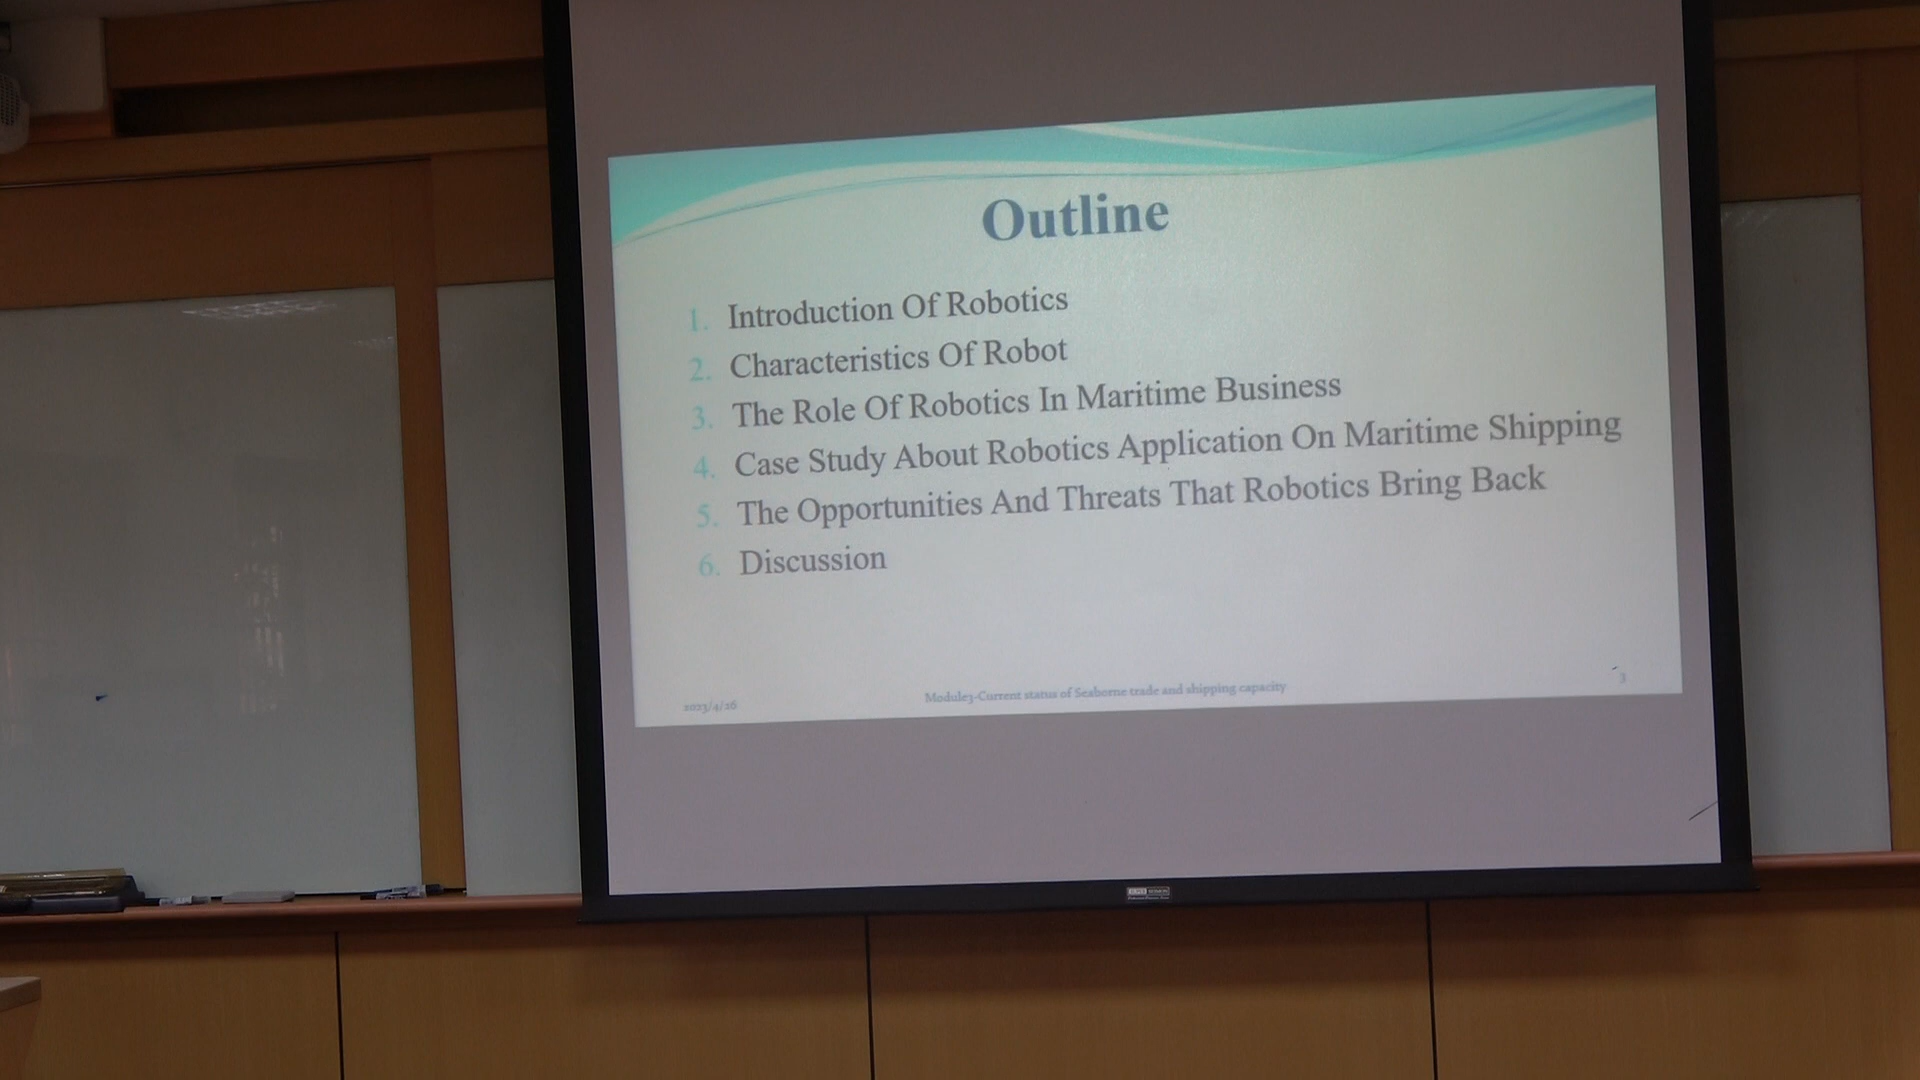 Outline
1. Introduction Of Robotics
2. Characteristics Of Robot
3. The Role Of Robotics In Maritime Business
4. Case Study About Robotics Application On Maritime Shipping
5. The Opportunities And Threats That Robotics Bring Back
6. Discussion
2023/4/26
Module3-Current status of Seaborne trade and shipping capacity
3